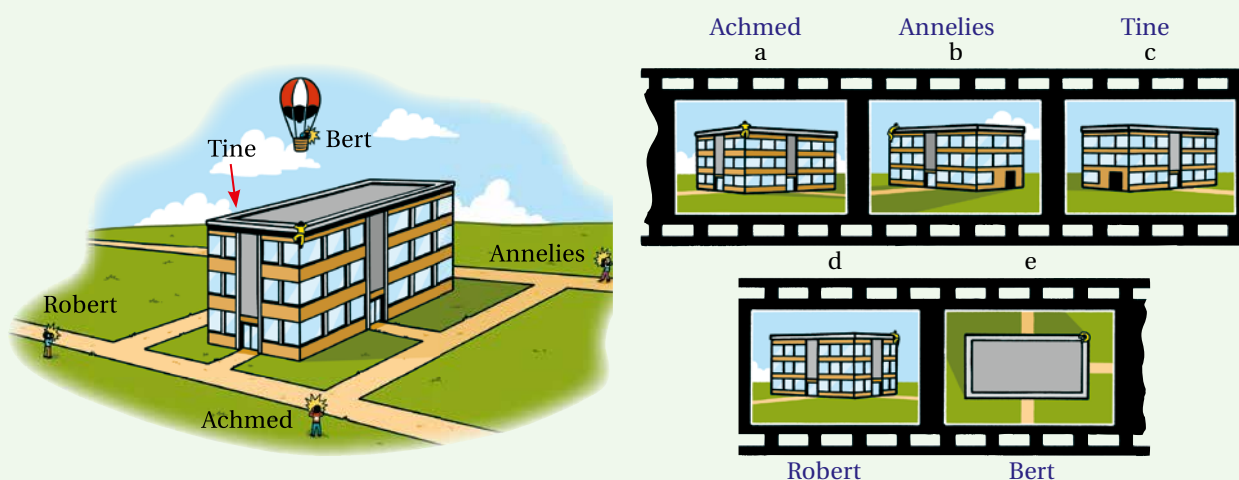 Bert
Tine
Annelies
Robert
Achmed
Achmed
a
Annelies
b
Tine
c
d
e
Robert
Bert